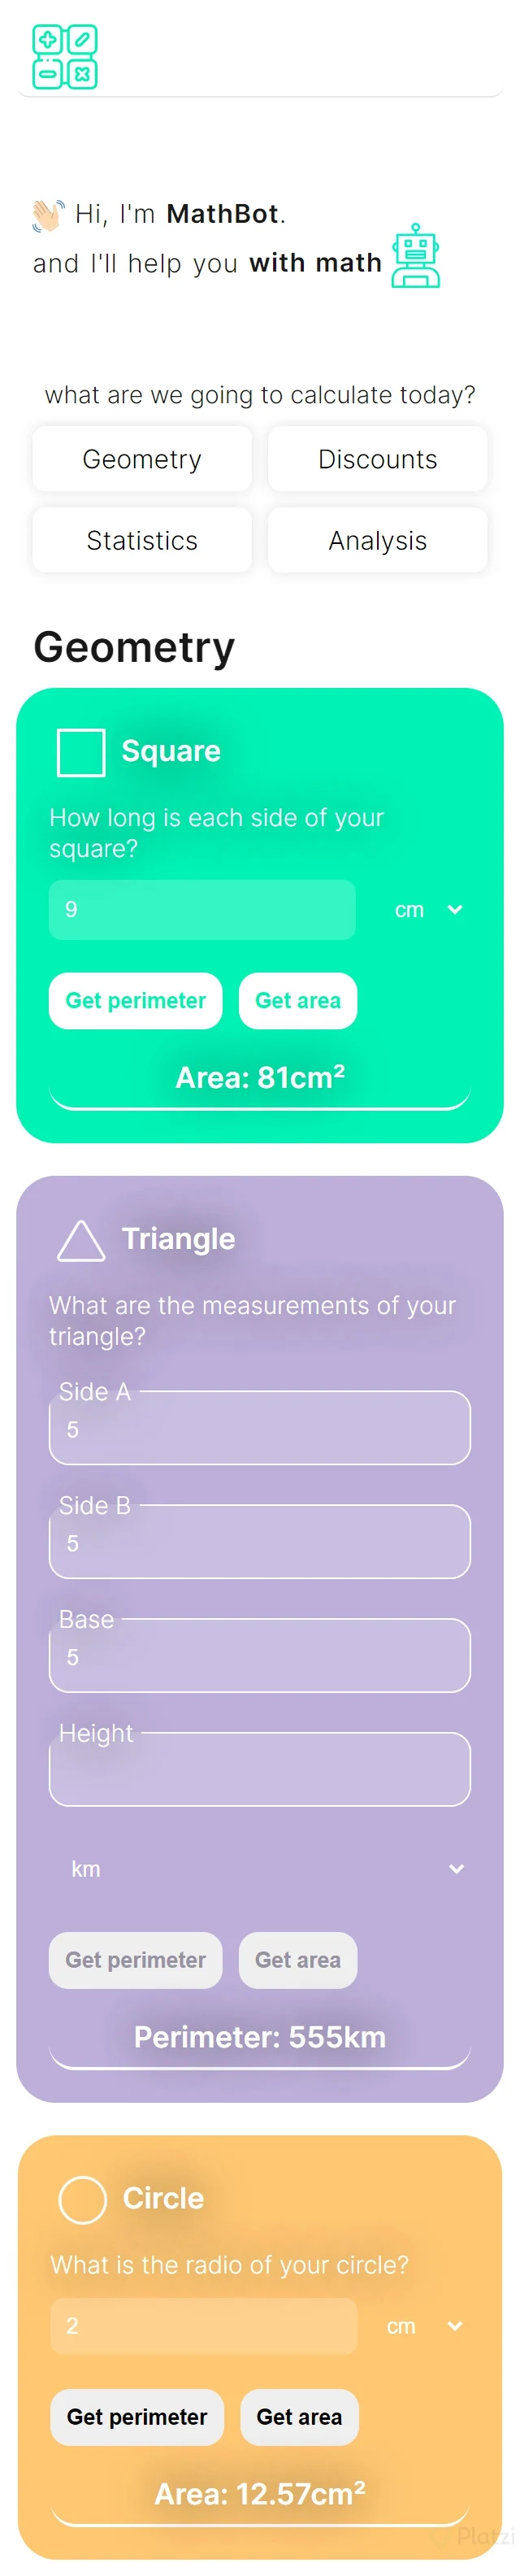 Hi, I'm MathBot.
and I'll help you with math
what are we going to calculate today?
Geometry Discounts
Statistics Analysis
Geometry
Square
How long is each side of your
square?
9 cm
Get perimeter Get area
Area: 81cm²
Triangle
What are the measurements of your
triangle?
Side A
5
Side B
5
Base
5
Height
km
Get perimeter Get area
Perimeter: 555km
Circle
What is the radio of your circle?
2 cm
Get perimeter Get area
Area: 12.57cm²
Platzi